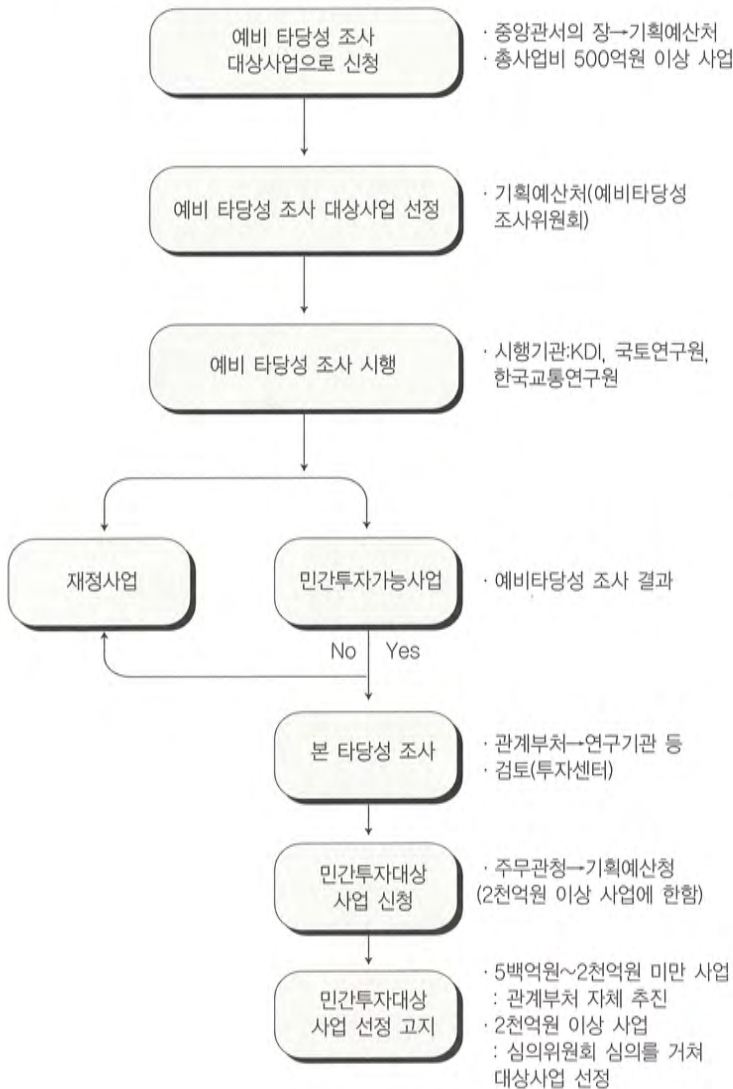 예비 타당성 조사
대상사업으로 신청
· 중앙관서의 장→기획예산처
· 총사업비 500억원 이상 사업
예비 타당성 조사 대상사업 선정
· 기획예산처(예비타당성
조사위원회)
예비 타당성 조사 시행
· 시행기관:KDI, 국토연구원,
한국교통연구원
재정사업
민간투자가능사업
· 예비타당성 조사 결과
No Yes
본 타당성 조사
· 관계부처→연구기관 등
· 검토(투자센터)
민간투자대상
사업 신청
· 주무관청→기획예산청
(2천억원 이상 사업에 한함)
민간투자대상
사업 선정 고지
· 5백억원~2천억원 미만 사업
: 관계부처 자체 추진
· 2천억원 이상 사업
: 심의위원회 심의를 거쳐
대상사업 선정